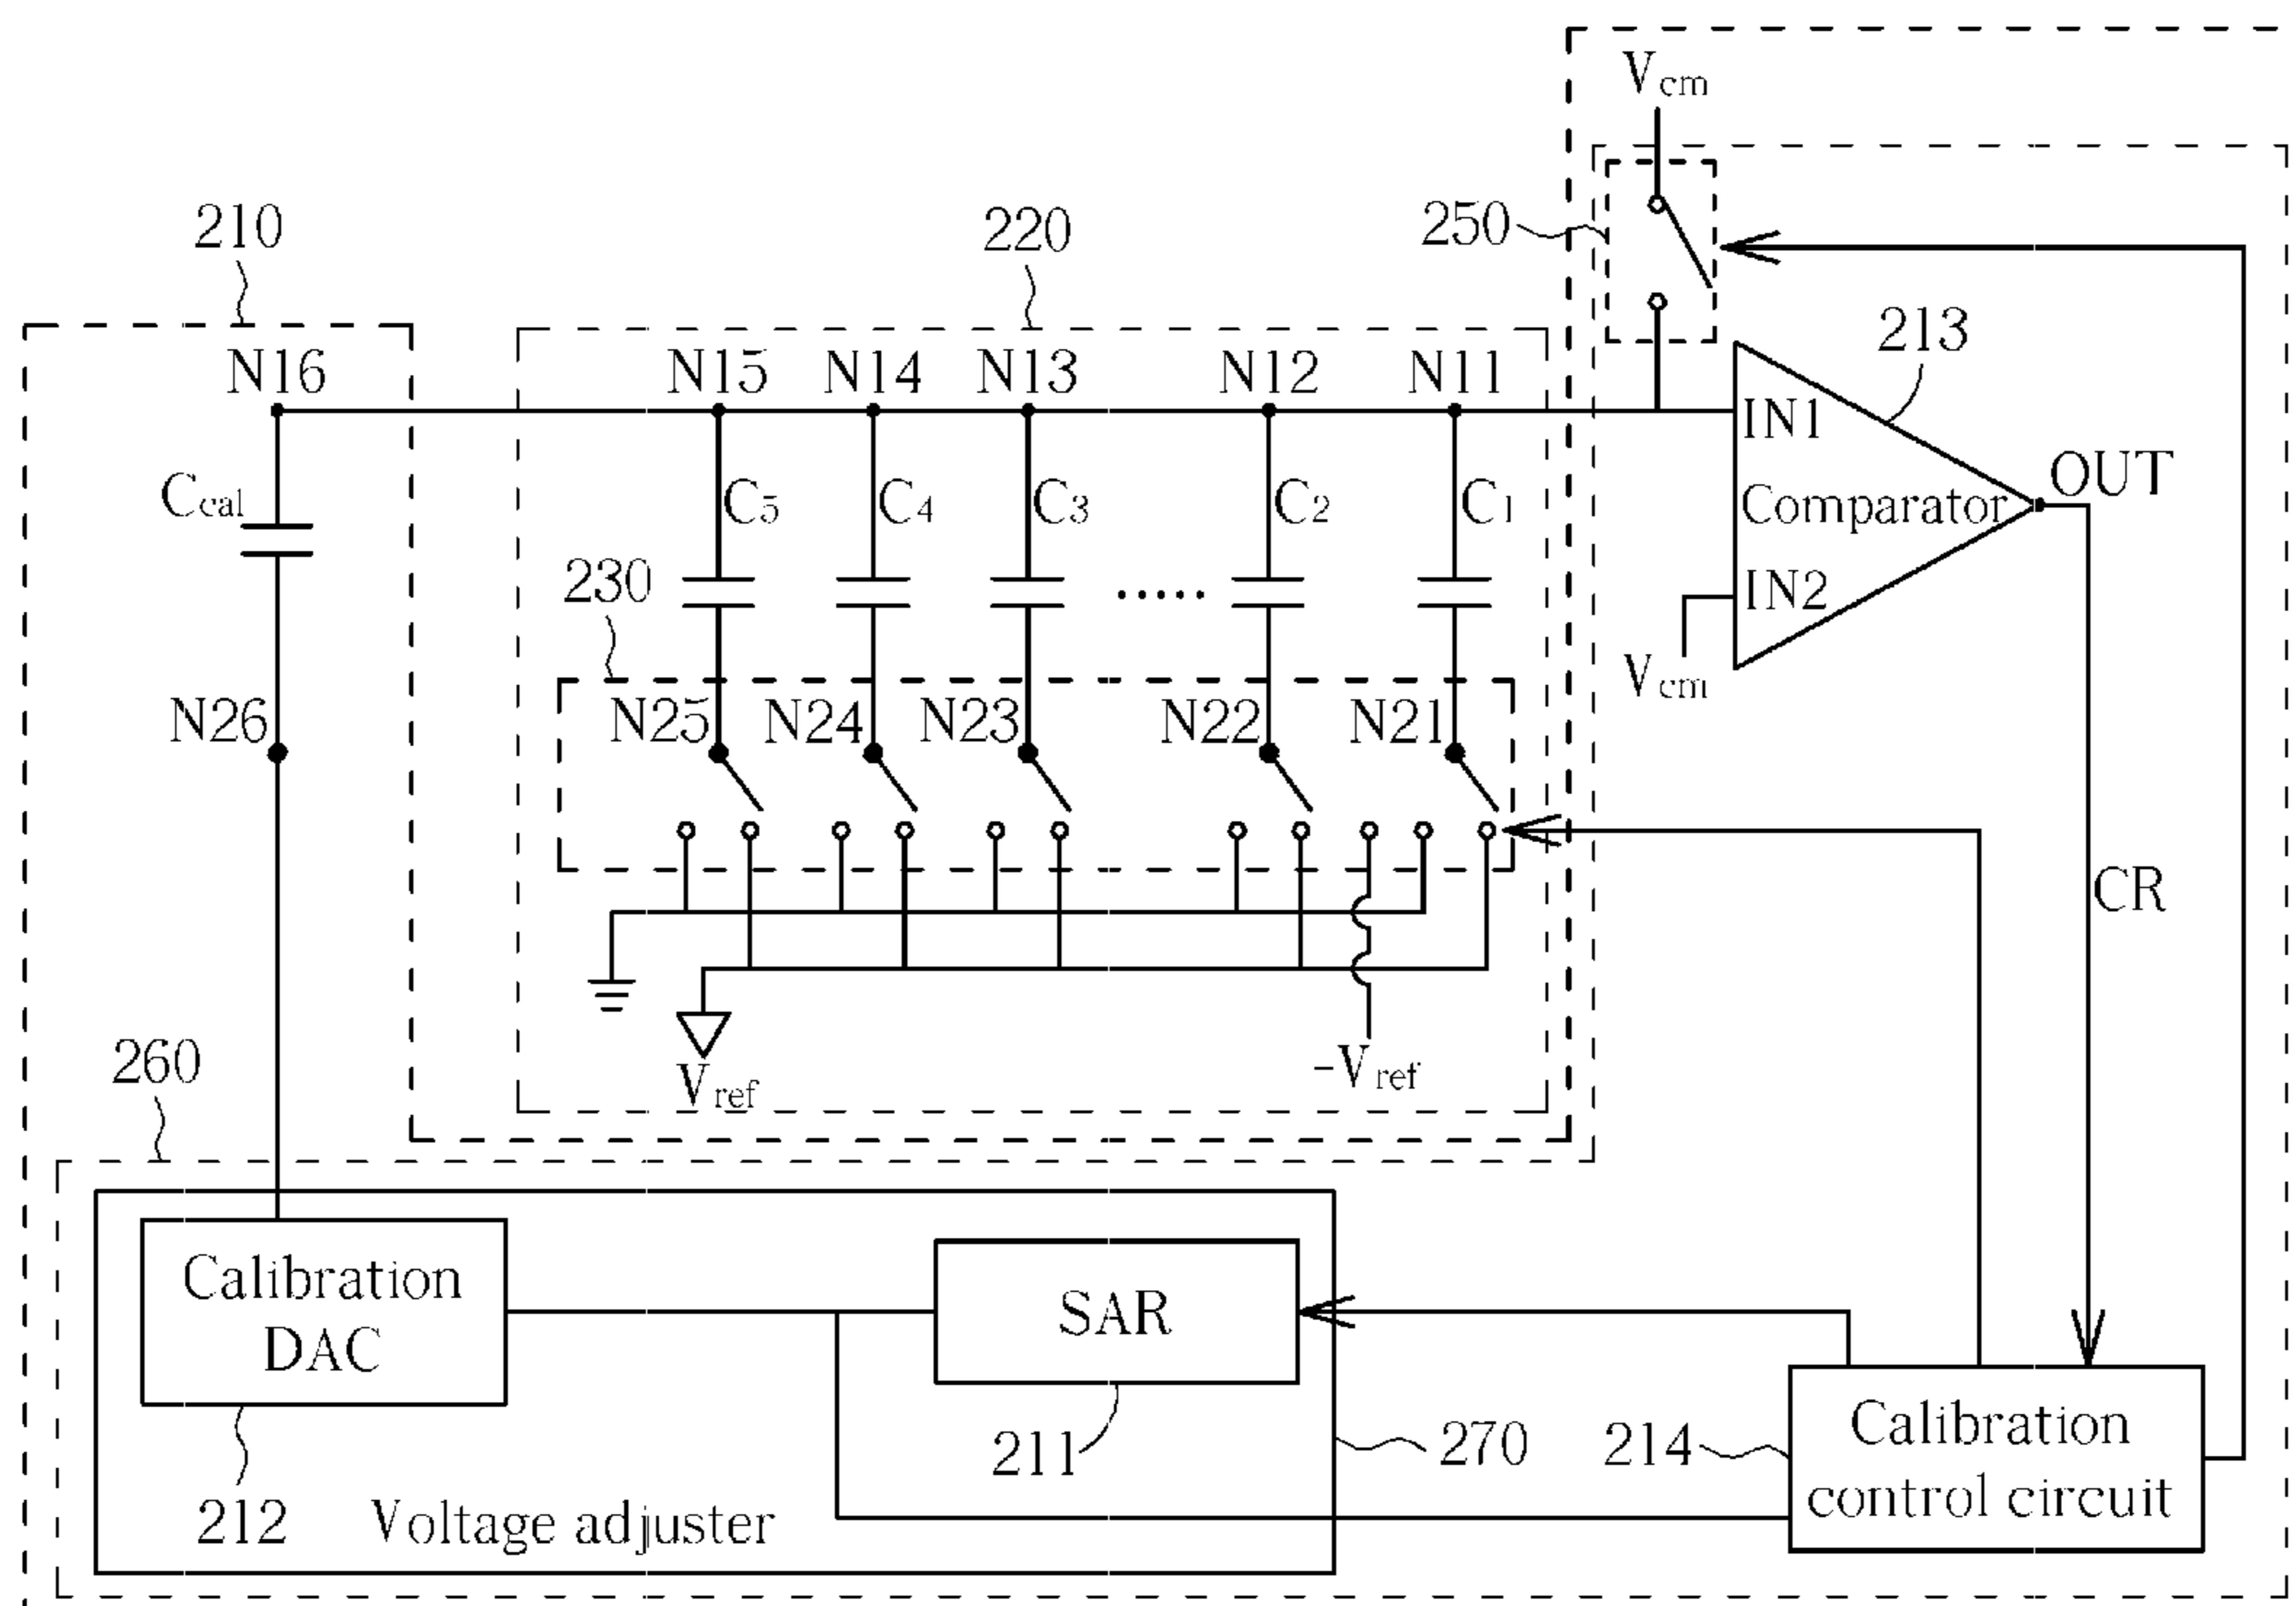 Vcm
210
220
250
213
N16
N15
N14
N13
N12
N11
IN1
OUT
Ccal
C5
C4
C3
C2
C1
Comparator
230
IN2
Vcm
N26
N25
N24
N23
N22
N21
CR
260
Vref
-Vref
Calibration
DAC
SAR
211
270
214
Calibration
control circuit
212
Voltage adjuster